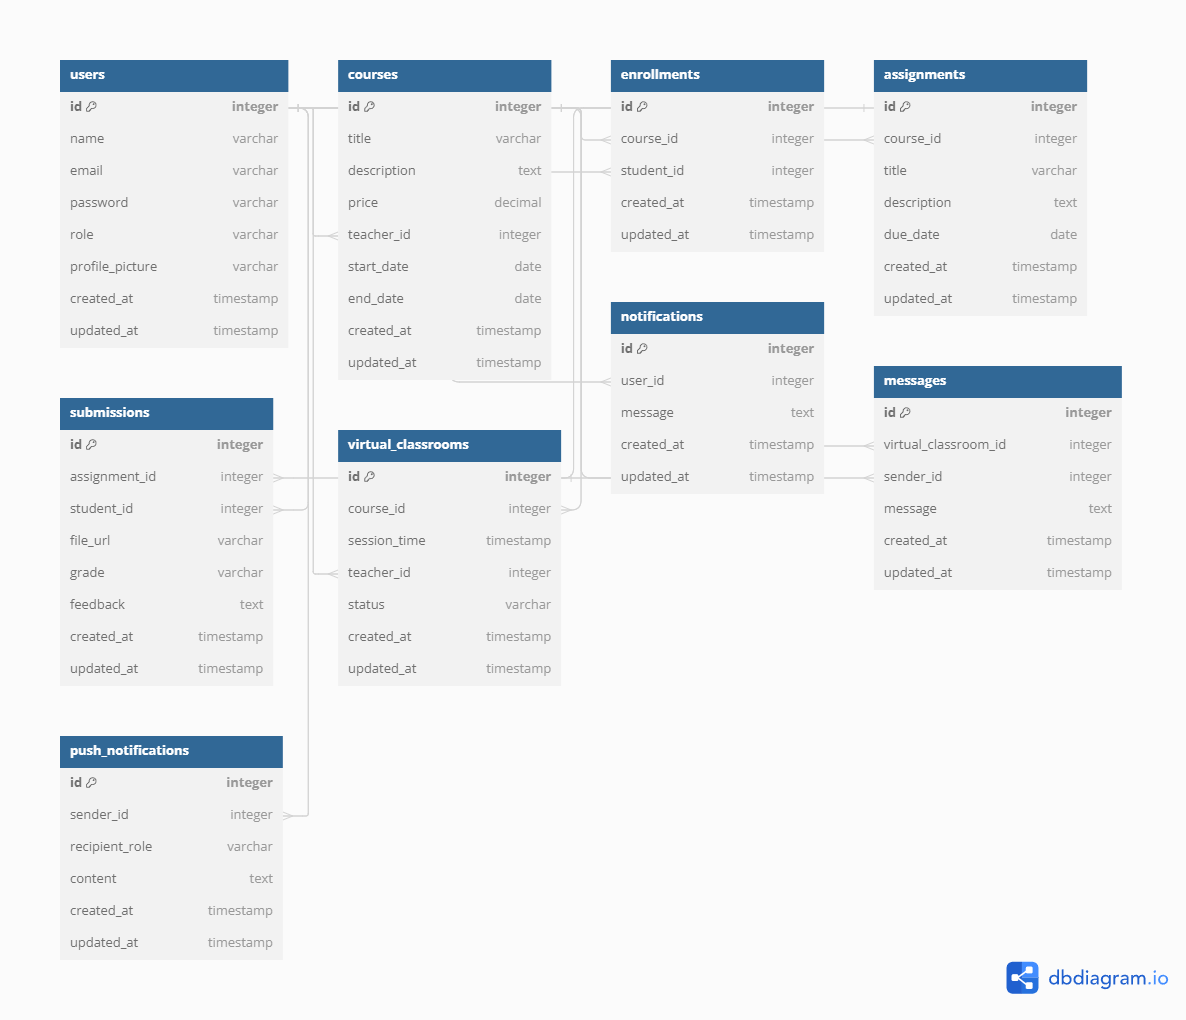 users
id integer
name varchar
email varchar
password varchar
role varchar
profile_picture varchar
created_at timestamp
updated_at timestamp
courses
id integer
title varchar
description text
price decimal
teacher_id integer
start_date date
end_date date
created_at timestamp
updated_at timestamp
enrollments
id integer
course_id integer
student_id integer
created_at timestamp
updated_at timestamp
assignments
id integer
course_id integer
title varchar
description text
due_date date
created_at timestamp
updated_at timestamp
notifications
id integer
user_id integer
message text
created_at timestamp
updated_at timestamp
messages
id integer
virtual_classroom_id integer
sender_id integer
message text
created_at timestamp
updated_at timestamp
submissions
id integer
assignment_id integer
student_id integer
file_url varchar
grade varchar
feedback text
created_at timestamp
updated_at timestamp
virtual_classrooms
id integer
course_id integer
session_time timestamp
teacher_id integer
status varchar
created_at timestamp
updated_at timestamp
push_notifications
id integer
sender_id integer
recipient_role varchar
content text
created_at timestamp
updated_at timestamp
dbdiagram.io